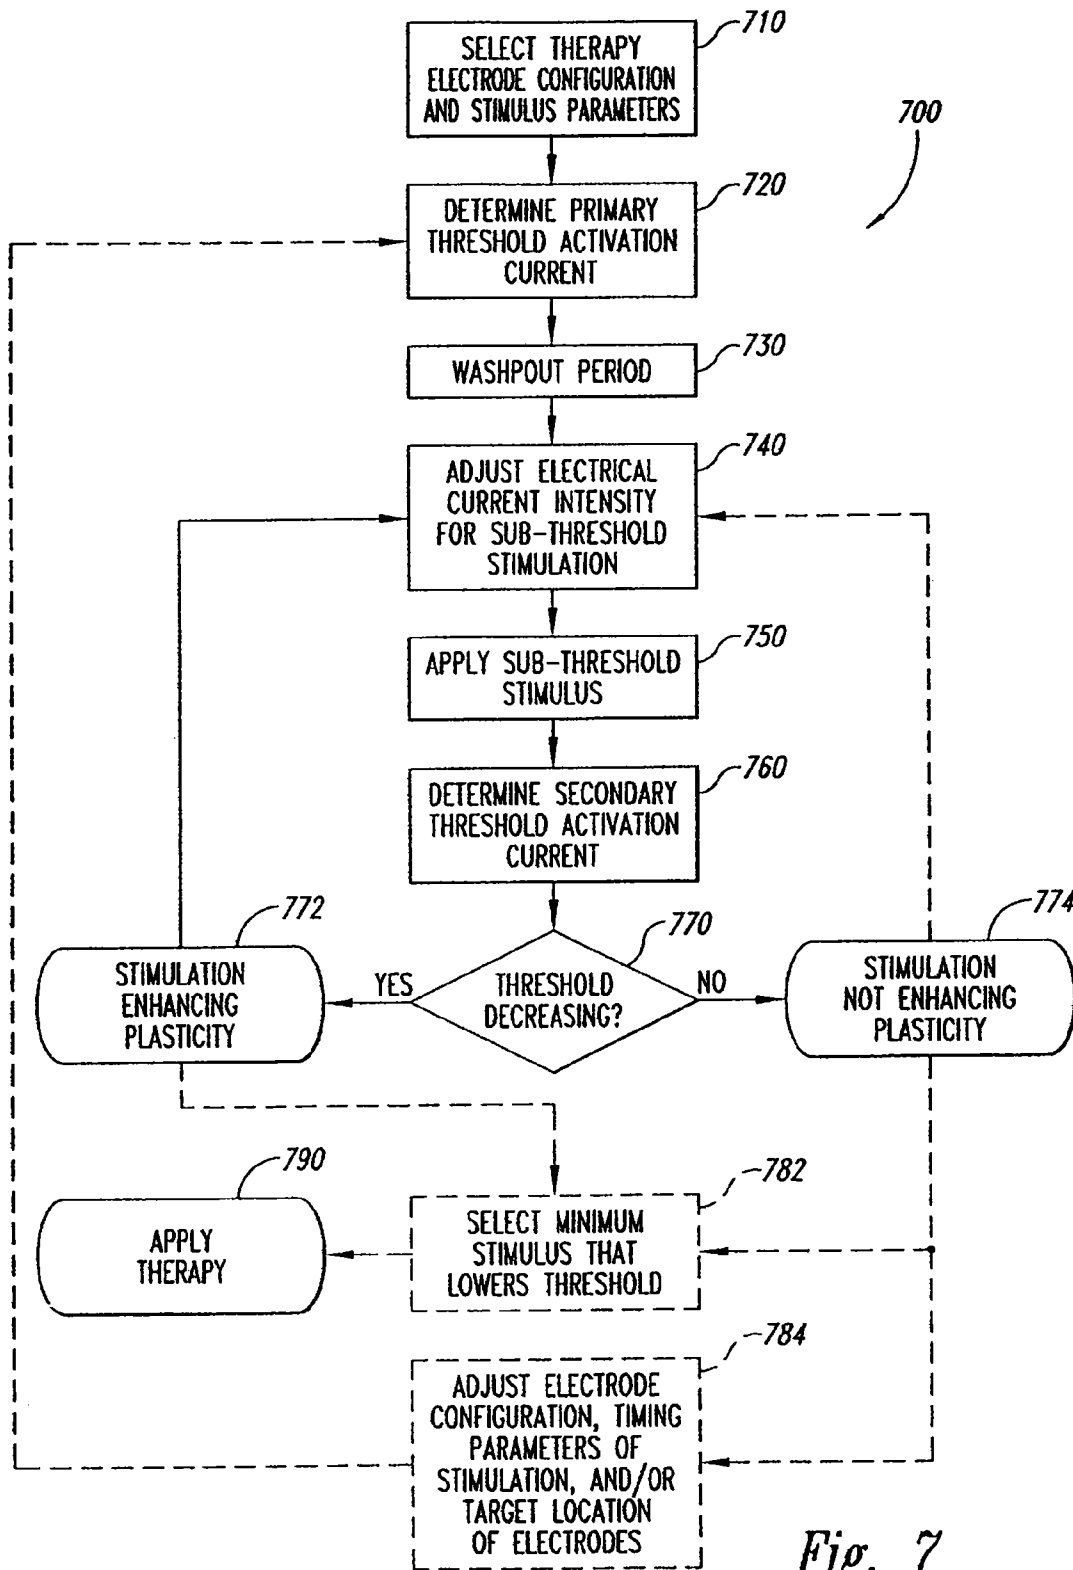 710
SELECT THERAPY
ELECTRODE CONFIGURATION
AND STIMULUS PARAMETERS
700
720
DETERMINE PRIMARY
THRESHOLD ACTIVATION
CURRENT
730
WASHPOUT PERIOD
740
ADJUST ELECTRICAL
CURRENT INTENSITY
FOR SUB-THRESHOLD
STIMULATION
750
APPLY SUB-THRESHOLD
STIMULUS
760
DETERMINE SECONDARY
THRESHOLD ACTIVATION
CURRENT
772
STIMULATION
ENHANCING
PLASTICITY
YES
770
THRESHOLD
DECREASING?
NO
774
STIMULATION
NOT ENHANCING
PLASTICITY
790
APPLY
THERAPY
782
SELECT MINIMUM
STIMULUS THAT
LOWERS THRESHOLD
784
ADJUST ELECTRODE
CONFIGURATION, TIMING
PARAMETERS OF
STIMULATION, AND/OR
TARGET LOCATION
OF ELECTRODES
Fig. 7